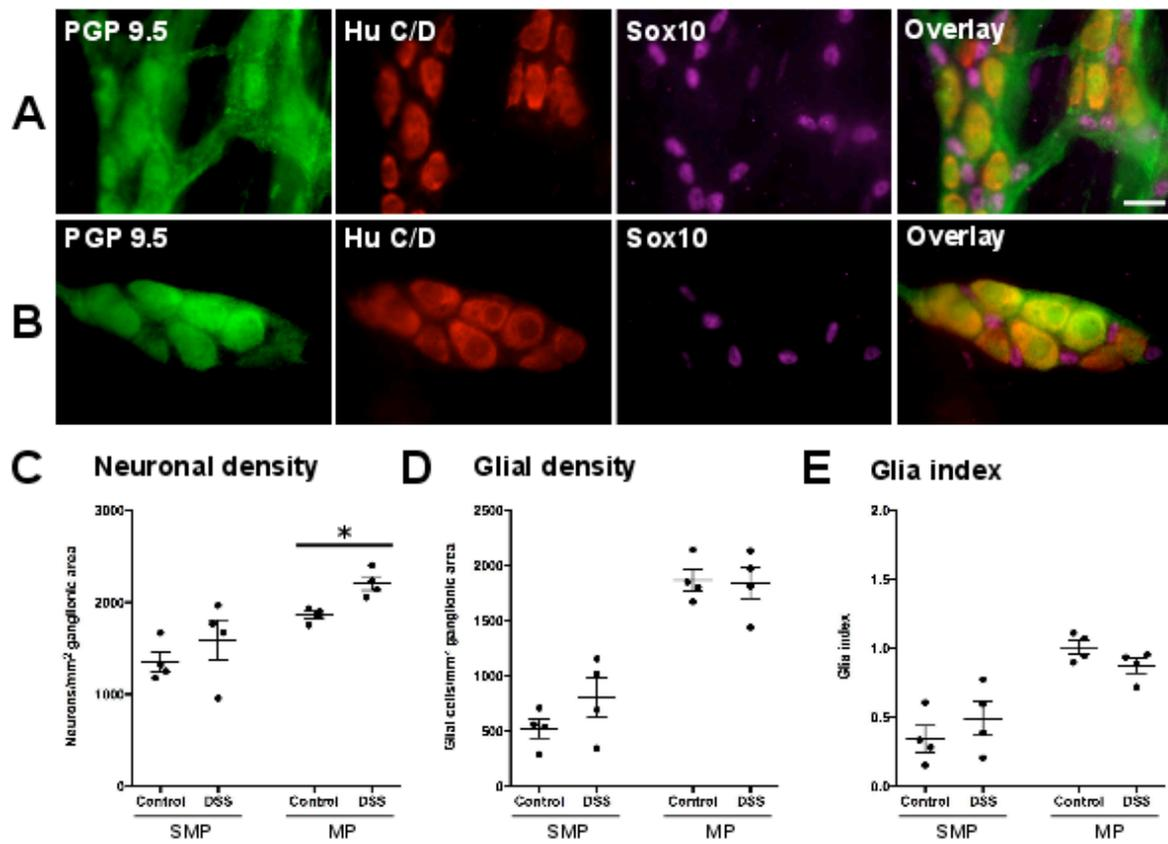 A
PGP 9.5 Hu C/D Sox10 Overlay
B
PGP 9.5 Hu C/D Sox10 Overlay
C Neuronal density
Neurons/mm² ganglionic area
3000
2000
1000
0
Control DSS Control DSS
SMP MP
*
D Glial density
Glial cells/mm² ganglionic area
2500
2000
1500
1000
500
0
Control DSS Control DSS
SMP MP
E Glia index
Glia index
2.0
1.5
1.0
0.5
0.0
Control DSS Control DSS
SMP MP